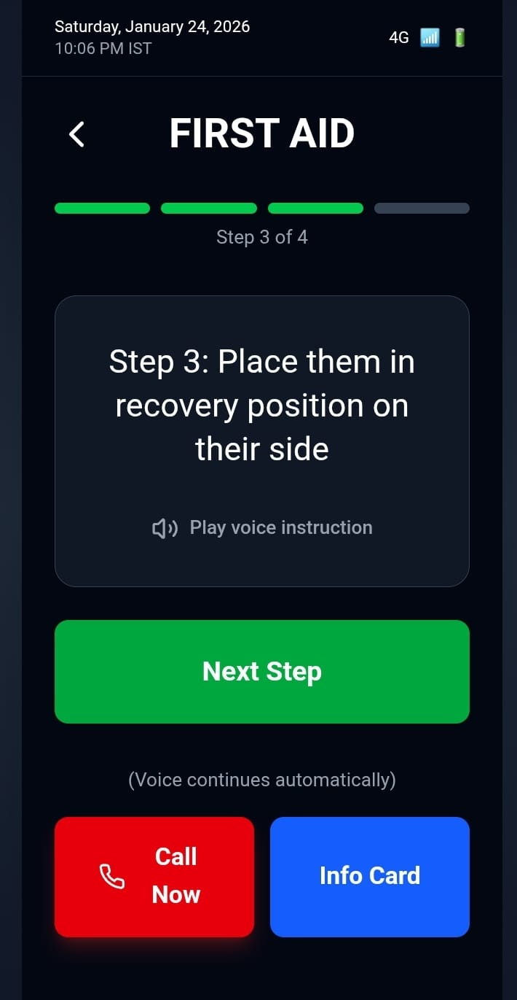 Saturday, January 24, 2026
10:06 PM IST
4G
FIRST AID
Step 3 of 4
Step 3: Place them in
recovery position on
their side
Play voice instruction
Next Step
(Voice continues automatically)
Call
Now
Info Card